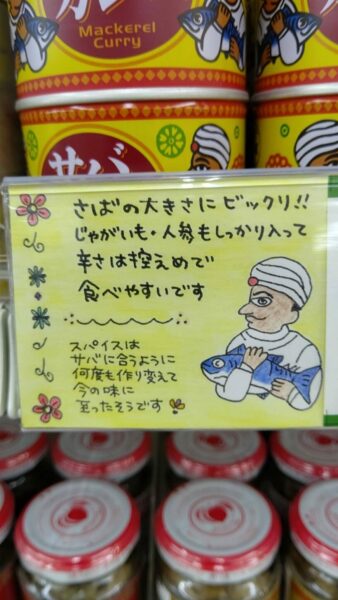 Mackerel
Curry
サバ
さばの大きさにビックリ!!
じゃがいも・人参もしっかり入って
辛さは控えめで
食べやすいです
スパイスは
サバに合うように
何度も作り変えて
今の味に
至ったそうです